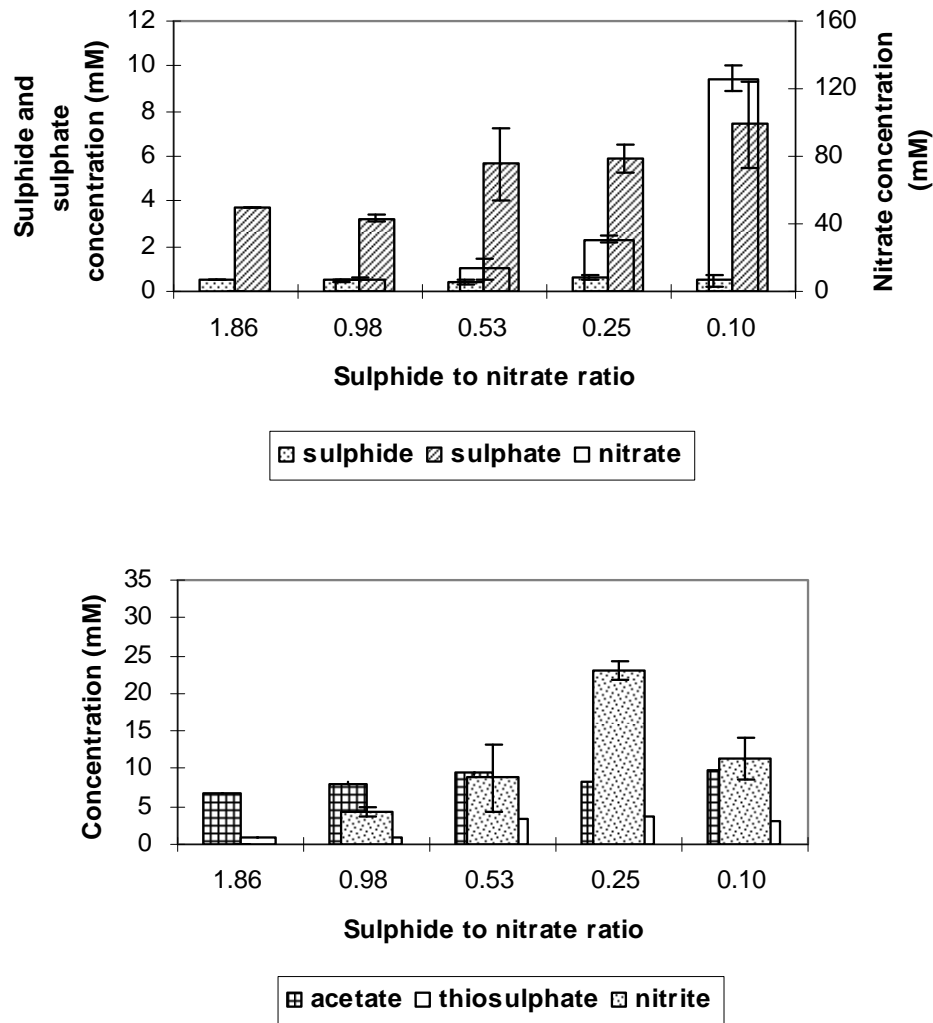 Sulphide and
sulphate
concentration (mM)
12
10
8
6
4
2
0
160
120
80
40
0
Nitrate concentration
(mM)
1.86 0.98 0.53 0.25 0.10
Sulphide to nitrate ratio
sulphide sulphate nitrate
Concentration (mM)
35
30
25
20
15
10
5
0
1.86 0.98 0.53 0.25 0.10
Sulphide to nitrate ratio
acetate thiosulphate nitrite